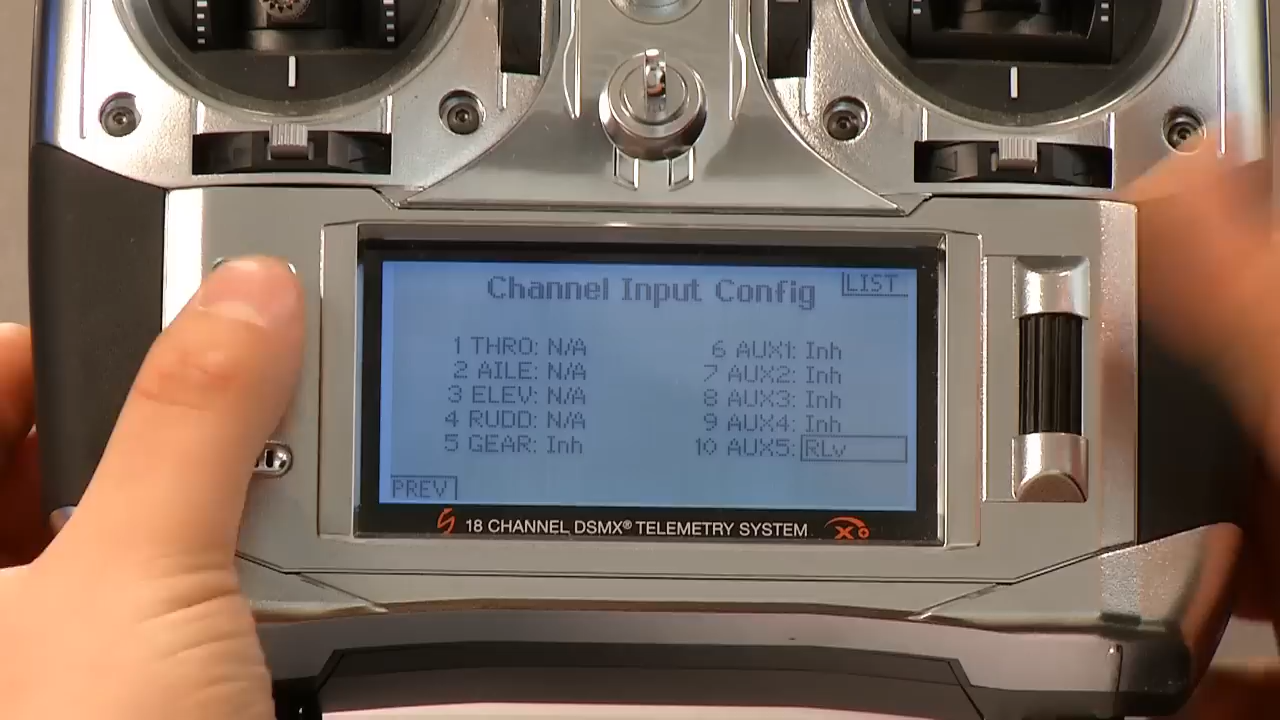 Channel Input Config
LIST
1 THRO: N/A
2 AILE: N/A
3 ELEV: N/A
4 RUDD: N/A
5 GEAR: Inh
6 AUX1: Inh
7 AUX2: Inh
8 AUX3: Inh
9 AUX4: Inh
10 AUX5: RLv
PREV
18 CHANNEL DSMX® TELEMETRY SYSTEM X+